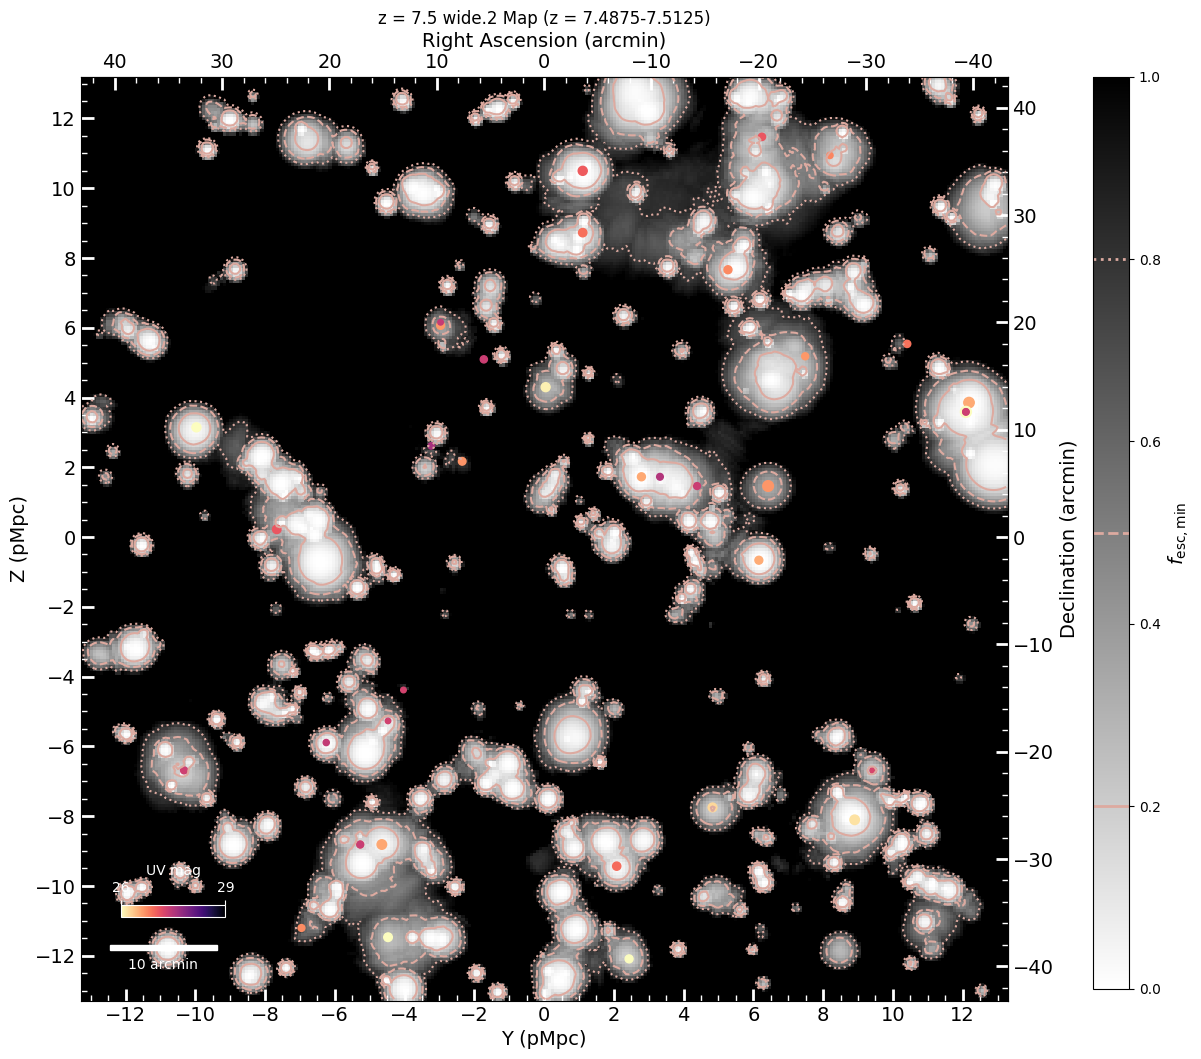 z = 7.5 wide.2 Map (z = 7.4875-7.5125)
Right Ascension (arcmin)
40 30 20 10 0 −10 −20 −30 −40
12
10
8
6
4
2
0
−2
−4
−6
−8
−10
−12
Z (pMpc)
UV mag
26 29
10 arcmin
−12 −10 −8 −6 −4 −2 0 2 4 6 8 10 12
Y (pMpc)
40
30
20
10
0
−10
−20
−30
−40
Declination (arcmin)
1.0
0.8
0.6
0.4
0.2
0.0
fesc, min